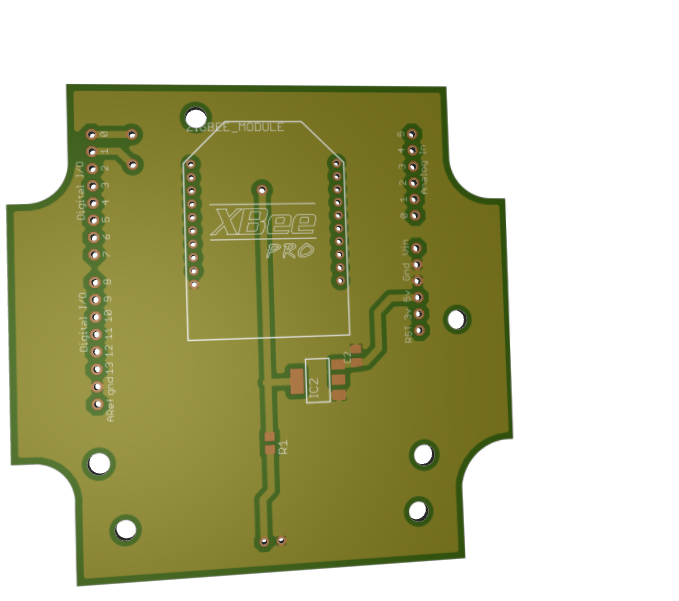 ZIGBEE_MODULE
XBee
PRO
Digital I/O
0
1
2
3
4
5
6
7
Digital I/O
8
9
10
11
12
13
gnd
ARef
Analog In
5
4
3
2
1
0
Vin
Gnd
5v
3v
RST
C2
IC2
R1